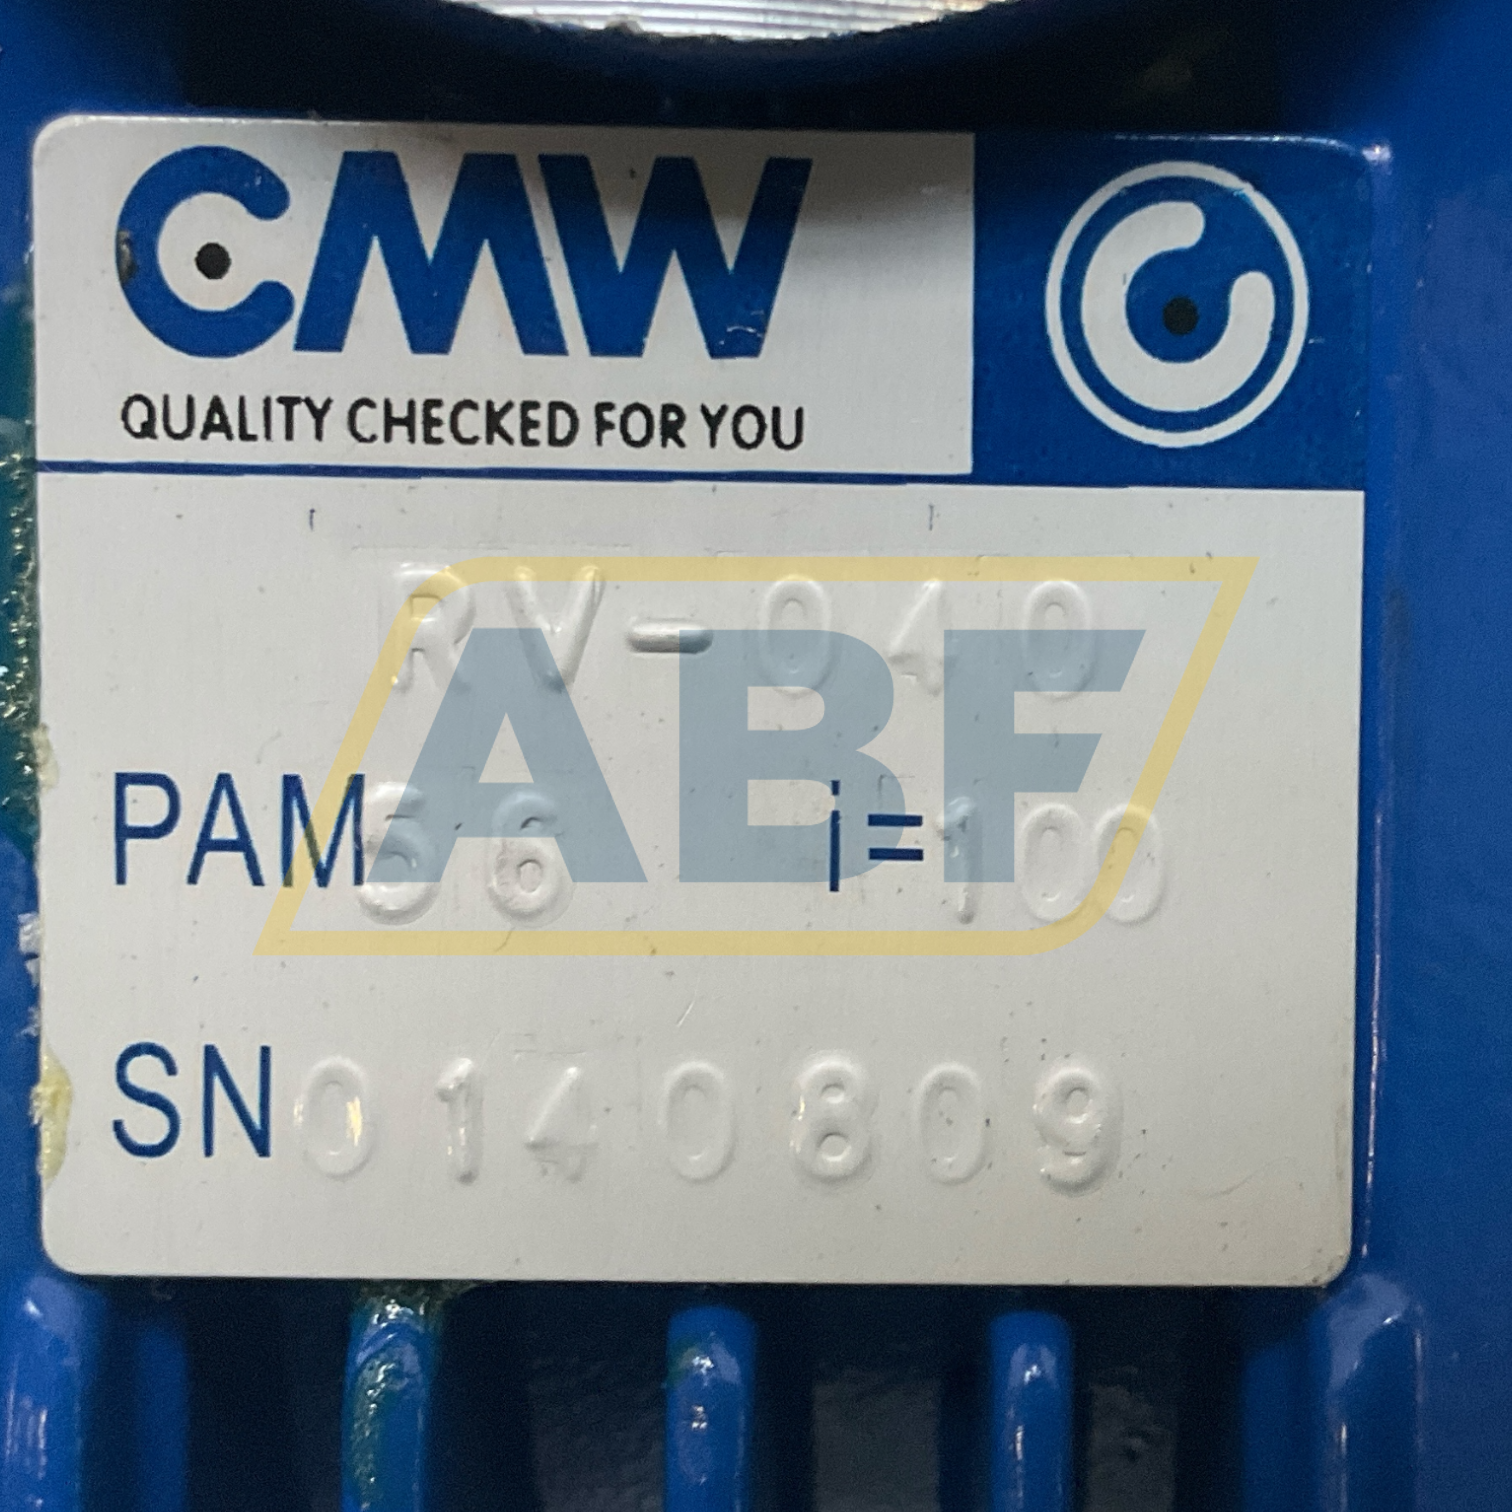 CMW
QUALITY CHECKED FOR YOU
RV-040
PAM 56 i=100
SN 0140809
ABF